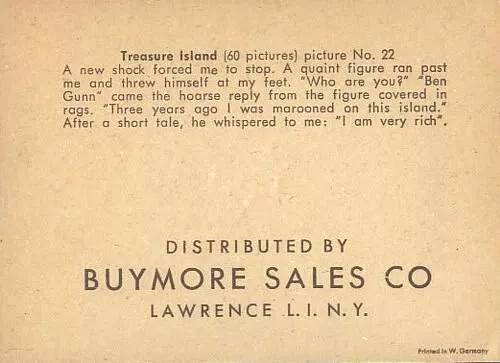 Treasure Island (60 pictures) picture No. 22
A new shock forced me to stop. A quaint figure ran past
me and threw himself at my feet. "Who are you?" "Ben
Gunn" came the hoarse reply from the figure covered in
rags. "Three years ago I was marooned on this island."
After a short tale, he whispered to me: "I am very rich".
DISTRIBUTED BY
BUYMORE SALES CO
LAWRENCE L. I. N. Y.
Printed in W. Germany